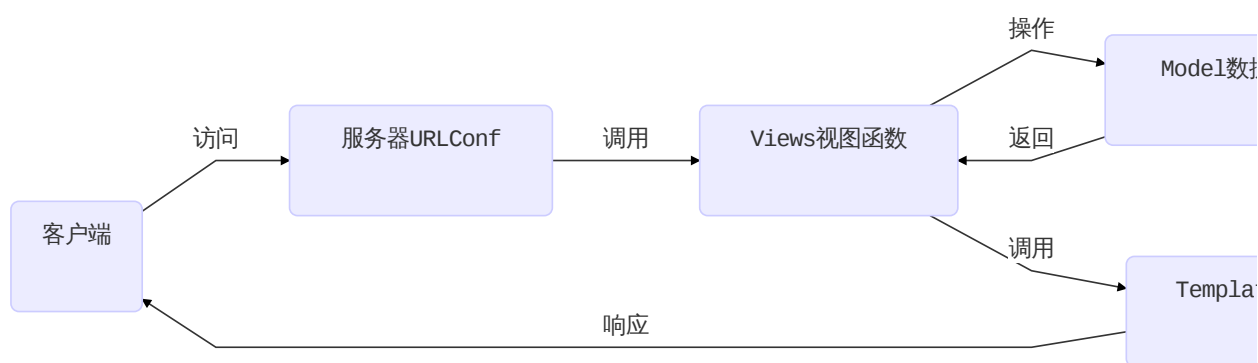 操作
Model数
访问
服务器URLConf
调用
Views视图函数
返回
客户端
调用
Templa
响应